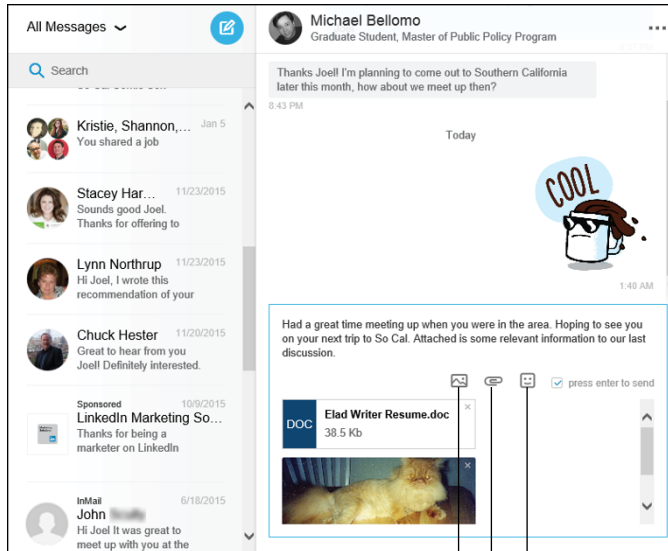 All Messages
Search
Kristie, Shannon,...
Jan 5
You shared a job
Stacey Har...
11/23/2015
Sounds good Joel.
Thanks for offering to
Lynn Northrup
11/23/2015
Hi Joel, I wrote this
recommendation of your
Chuck Hester
11/20/2015
Great to hear from you
Joel! Definitely interested.
Sponsored
10/9/2015
LinkedIn Marketing So...
Thanks for being a
marketer on LinkedIn
InMail
6/18/2015
John
Hi Joel It was great to
meet up with you at the
Michael Bellomo
Graduate Student, Master of Public Policy Program
Thanks Joel! I'm planning to come out to Southern California
later this month, how about we meet up then?
8:43 PM
Today
COOL
1:40 AM
Had a great time meeting up when you were in the area. Hoping to see you
on your next trip to So Cal. Attached is some relevant information to our last
discussion.
press enter to send
DOC
Elad Writer Resume.doc
38.5 Kb